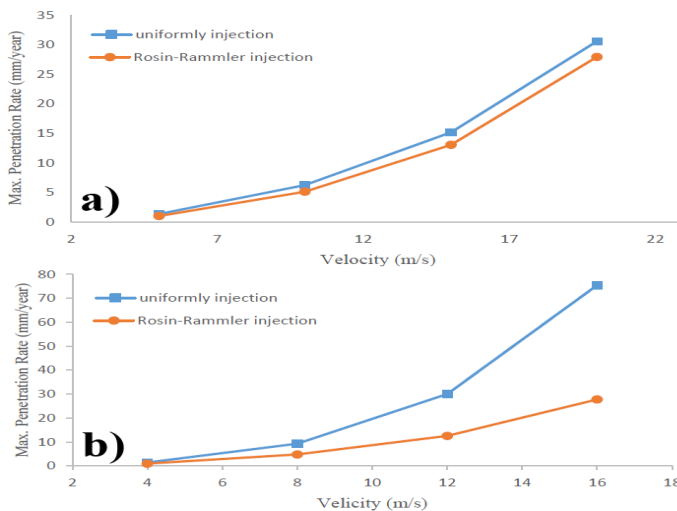 35
30
25
20
15
10
5
0
Max. Penetration Rate (mm/year)
uniformly injection
Rosin-Rammler injection
a)
2 7 12 17 22
Velocity (m/s)
80
70
60
50
40
30
20
10
0
Max. Penetration Rate (mm/year)
uniformly injection
Rosin-Rammler injection
b)
2 4 6 8 10 12 14 16 18
Velicity (m/s)